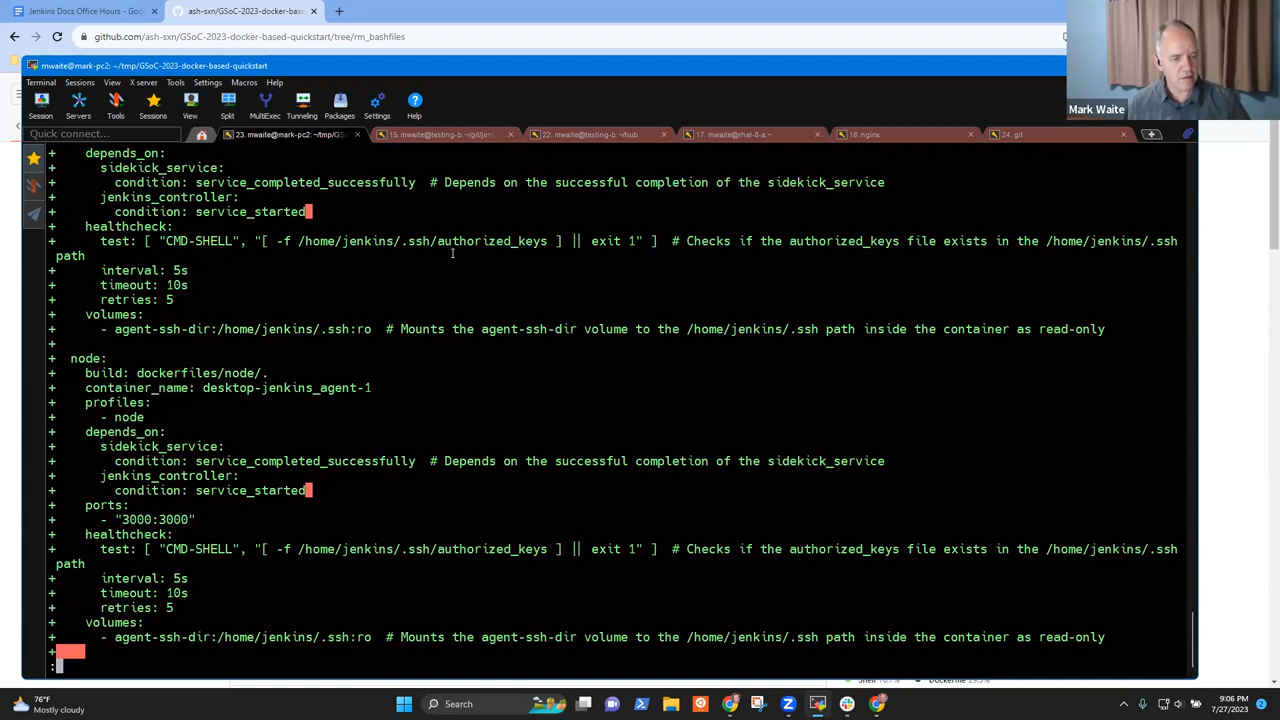 Jenkins Docs Office Hours - Goo
ash-sxn/GSoC-2023-docker-base
github.com/ash-sxn/GSoC-2023-docker-based-quickstart/tree/rm_bashfiles
mwaite@mark-pc2: ~/tmp/GSoC-2023-docker-based-quickstart
Terminal Sessions View X server Tools Settings Macros Help
Session Servers Tools Sessions View Split MultiExec Tunneling Packages Settings Help
Quick connect...
23. mwaite@mark-pc2: ~/tmp/GS
15. mwaite@testing-b: ~/git/jen
22. mwaite@testing-b: ~/hub
17. mwaite@rhel-8-a:~
18. nginx
24. git
Mark Waite
+ depends_on:
+ sidekick_service:
+ condition: service_completed_successfully # Depends on the successful completion of the sidekick_service
+ jenkins_controller:
+ condition: service_started
+ healthcheck:
+ test: [ "CMD-SHELL", "[ -f /home/jenkins/.ssh/authorized_keys ] || exit 1" ] # Checks if the authorized_keys file exists in the /home/jenkins/.ssh
path
+ interval: 5s
+ timeout: 10s
+ retries: 5
+ volumes:
+ - agent-ssh-dir:/home/jenkins/.ssh:ro # Mounts the agent-ssh-dir volume to the /home/jenkins/.ssh path inside the container as read-only
+
+ node:
+ build: dockerfiles/node/.
+ container_name: desktop-jenkins_agent-1
+ profiles:
+ - node
+ depends_on:
+ sidekick_service:
+ condition: service_completed_successfully # Depends on the successful completion of the sidekick_service
+ jenkins_controller:
+ condition: service_started
+ ports:
+ - "3000:3000"
+ healthcheck:
+ test: [ "CMD-SHELL", "[ -f /home/jenkins/.ssh/authorized_keys ] || exit 1" ] # Checks if the authorized_keys file exists in the /home/jenkins/.ssh
path
+ interval: 5s
+ timeout: 10s
+ retries: 5
+ volumes:
+ - agent-ssh-dir:/home/jenkins/.ssh:ro # Mounts the agent-ssh-dir volume to the /home/jenkins/.ssh path inside the container as read-only
+
:
76°F
Mostly cloudy
Search
9:06 PM
7/27/2023